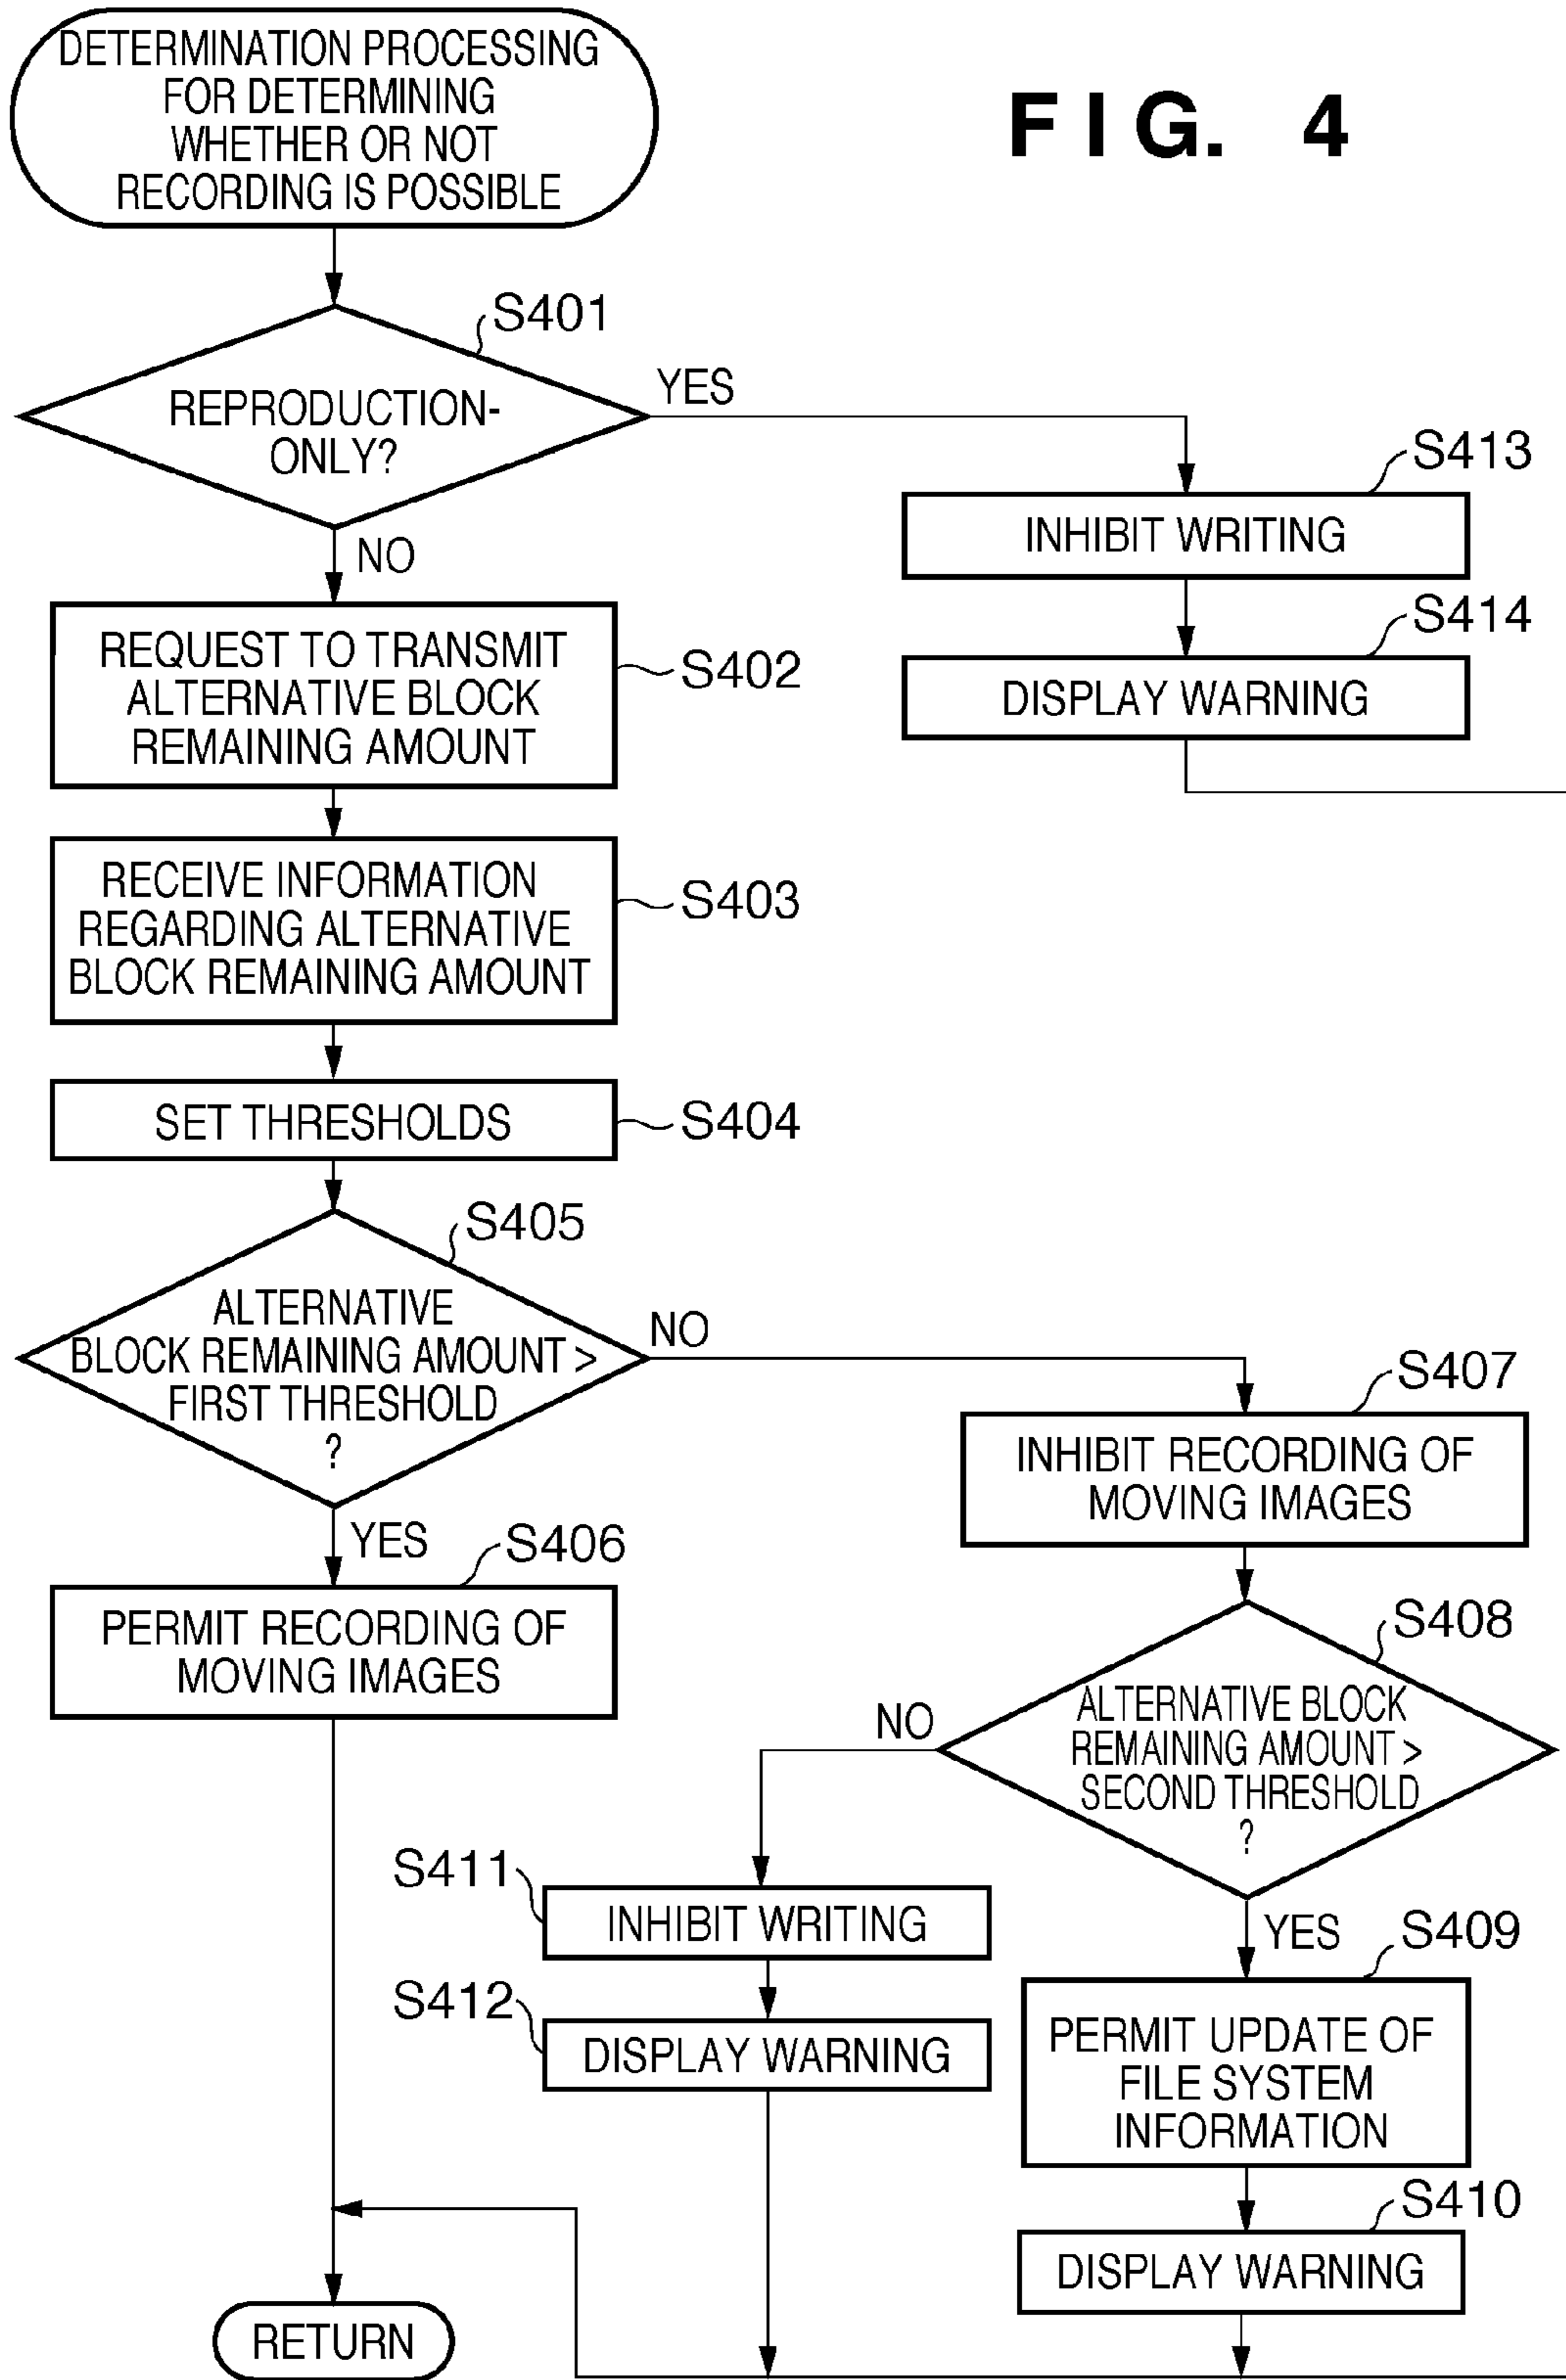 DETERMINATION PROCESSING
FOR DETERMINING
WHETHER OR NOT
RECORDING IS POSSIBLE
FIG. 4
S401
REPRODUCTION-
ONLY?
YES
NO
S413
INHIBIT WRITING
S414
DISPLAY WARNING
REQUEST TO TRANSMIT
ALTERNATIVE BLOCK
REMAINING AMOUNT
S402
RECEIVE INFORMATION
REGARDING ALTERNATIVE
BLOCK REMAINING AMOUNT
S403
SET THRESHOLDS
S404
S405
ALTERNATIVE
BLOCK REMAINING AMOUNT >
FIRST THRESHOLD
?
NO
YES
S406
PERMIT RECORDING OF
MOVING IMAGES
S407
INHIBIT RECORDING OF
MOVING IMAGES
S408
ALTERNATIVE BLOCK
REMAINING AMOUNT >
SECOND THRESHOLD
?
NO
YES
S411
INHIBIT WRITING
S412
DISPLAY WARNING
S409
PERMIT UPDATE OF
FILE SYSTEM
INFORMATION
S410
DISPLAY WARNING
RETURN